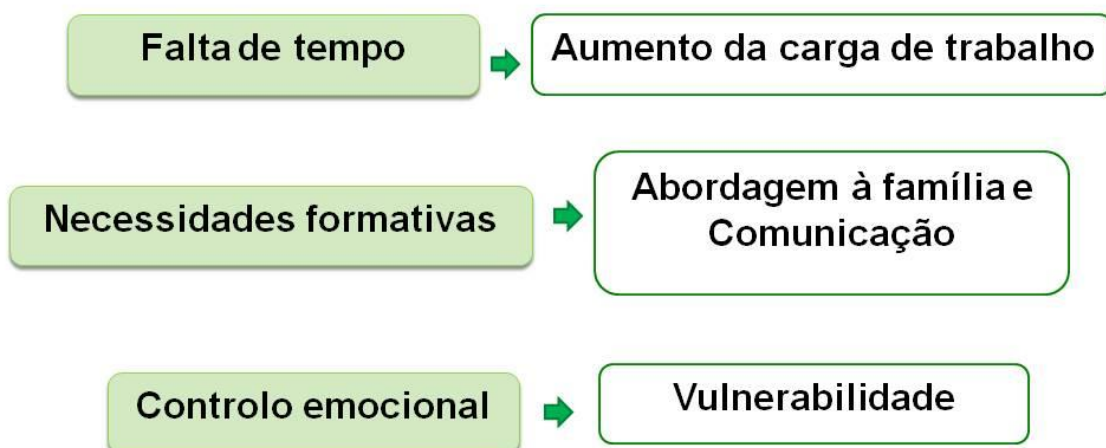 Falta de tempo
Aumento da carga de trabalho
Necessidades formativas
Abordagem à família e
Comunicação
Controlo emocional
Vulnerabilidade